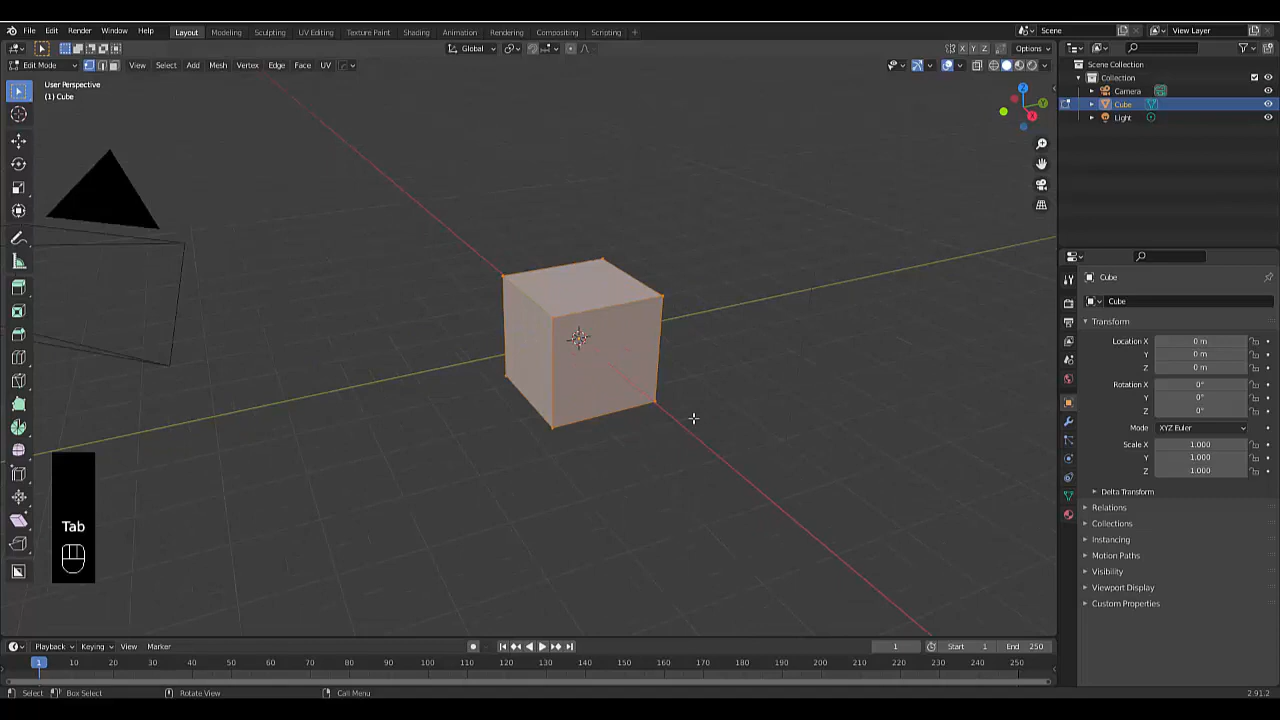 File Edit Render Window Help Layout Modeling Sculpting UV Editing Texture Paint Shading Animation Rendering Compositing Scripting Scene View Layer
Global Options X Y Z
Edit Mode View Select Add Mesh Vertex Edge Face UV
User Perspective
(1) Cube
Z
Y
X
Scene Collection
Collection
Camera
Cube
Light
Cube
Cube
Transform
Location X 0 m
Y 0 m
Z 0 m
Rotation X 0°
Y 0°
Z 0°
Mode XYZ Euler
Scale X 1.000
Y 1.000
Z 1.000
Delta Transform
Relations
Collections
Instancing
Motion Paths
Visibility
Viewport Display
Custom Properties
Tab
Playback Keying View Marker 1 Start 1 End 250
1 10 20 30 40 50 60 70 80 90 100 110 120 130 140 150 160 170 180 190 200 210 220 230 240 250
Select Box Select Rotate View Call Menu 2.91.2